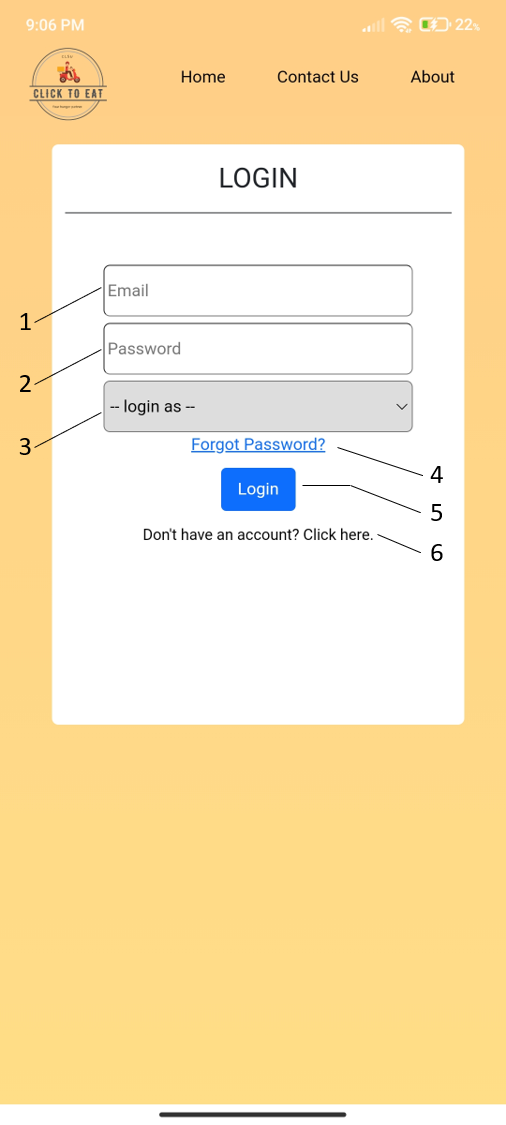 9:06 PM 22%
CLSU
CLICK TO EAT
Home Contact Us About
LOGIN
1 Email
2 Password
3 -- login as --
Forgot Password? 4
Login 5
Don't have an account? Click here. 6